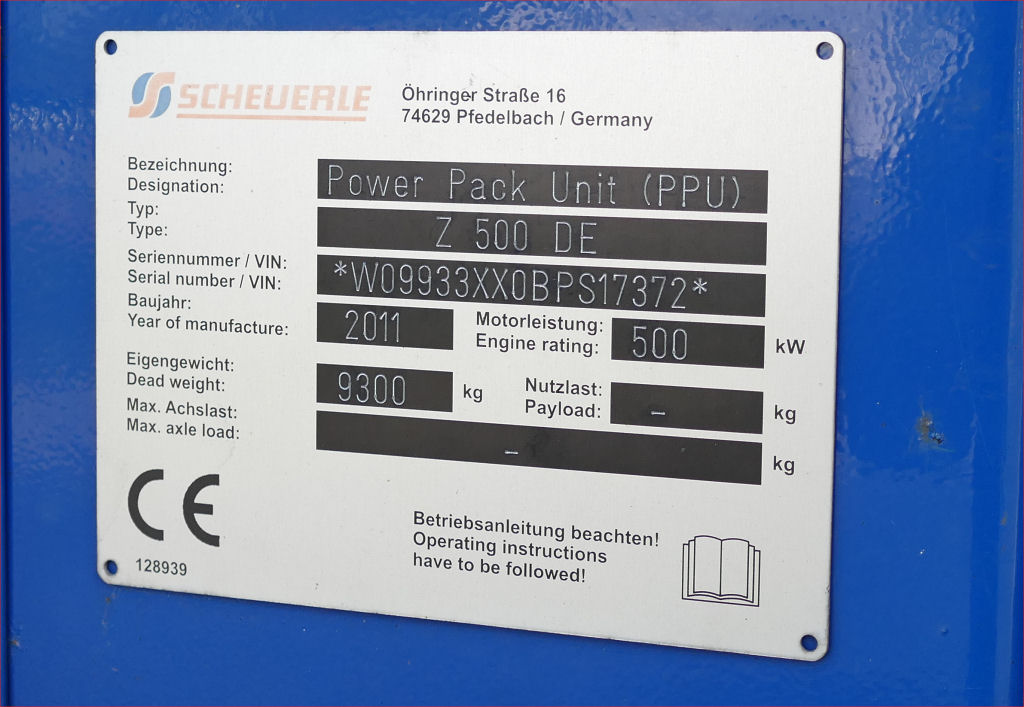 SCHEUERLE
Öhringer Straße 16
74629 Pfedelbach / Germany
Bezeichnung:
Designation:
Power Pack Unit (PPU)
Typ:
Type:
Z 500 DE
Seriennummer / VIN:
Serial number / VIN:
*W09933XX0BPS17372*
Baujahr:
Year of manufacture:
2011
Motorleistung:
Engine rating:
500 kW
Eigengewicht:
Dead weight:
9300 kg
Nutzlast:
Payload:
– kg
Max. Achslast:
Max. axle load:
– kg
CE
128939
Betriebsanleitung beachten!
Operating instructions
have to be followed!